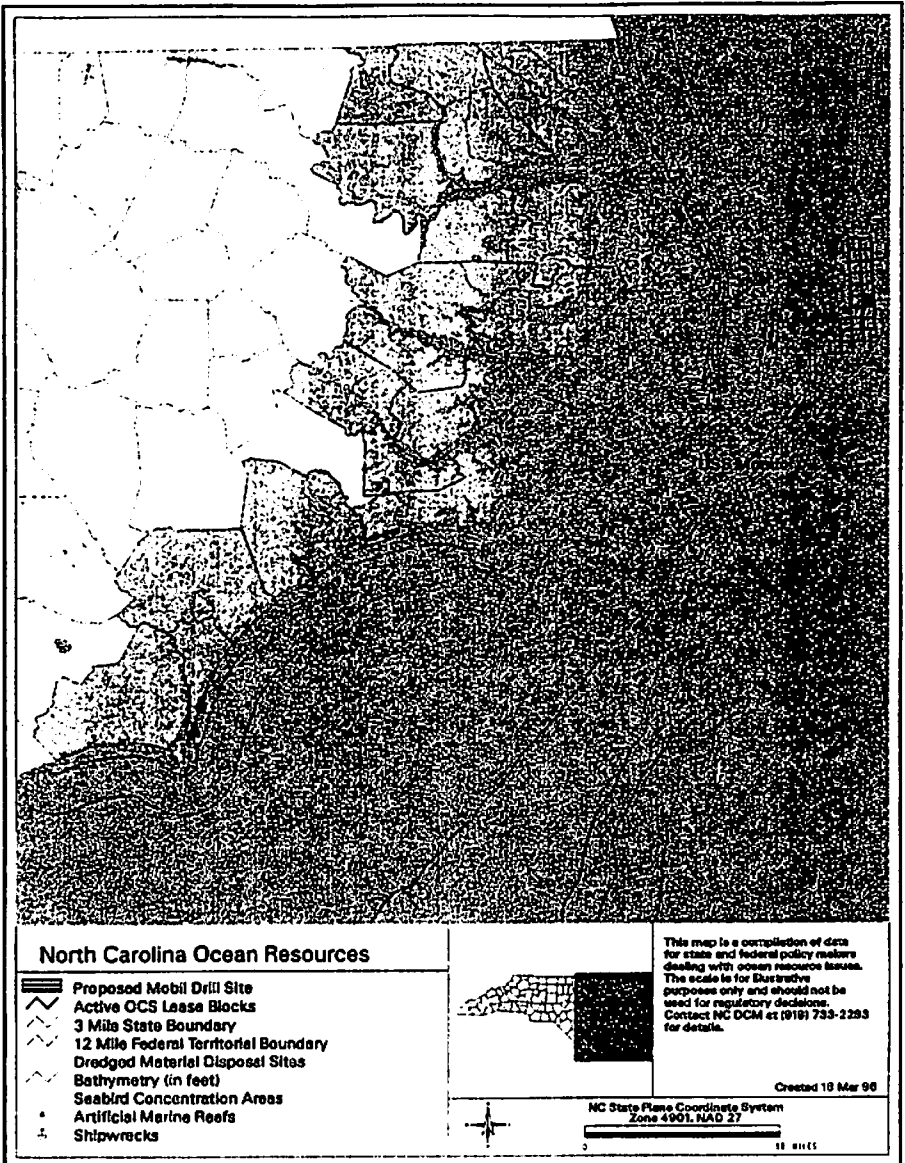 North Carolina Ocean Resources
Proposed Mobil Drill Site
Active OCS Lease Blocks
3 Mile State Boundary
12 Mile Federal Territorial Boundary
Dredged Material Disposal Sites
Bathymetry (in feet)
Seabird Concentration Areas
Artificial Marine Reefs
Shipwrecks
This map is a compilation of data
for state and federal policy makers
dealing with ocean resource issues.
The scale is for illustrative
purposes only and should not be
used for regulatory decisions.
Contact NC DCM at (919) 733-2293
for details.
Created 18 Mar 96
NC State Plane Coordinate System
Zone 4901, NAD 27
0
MILES